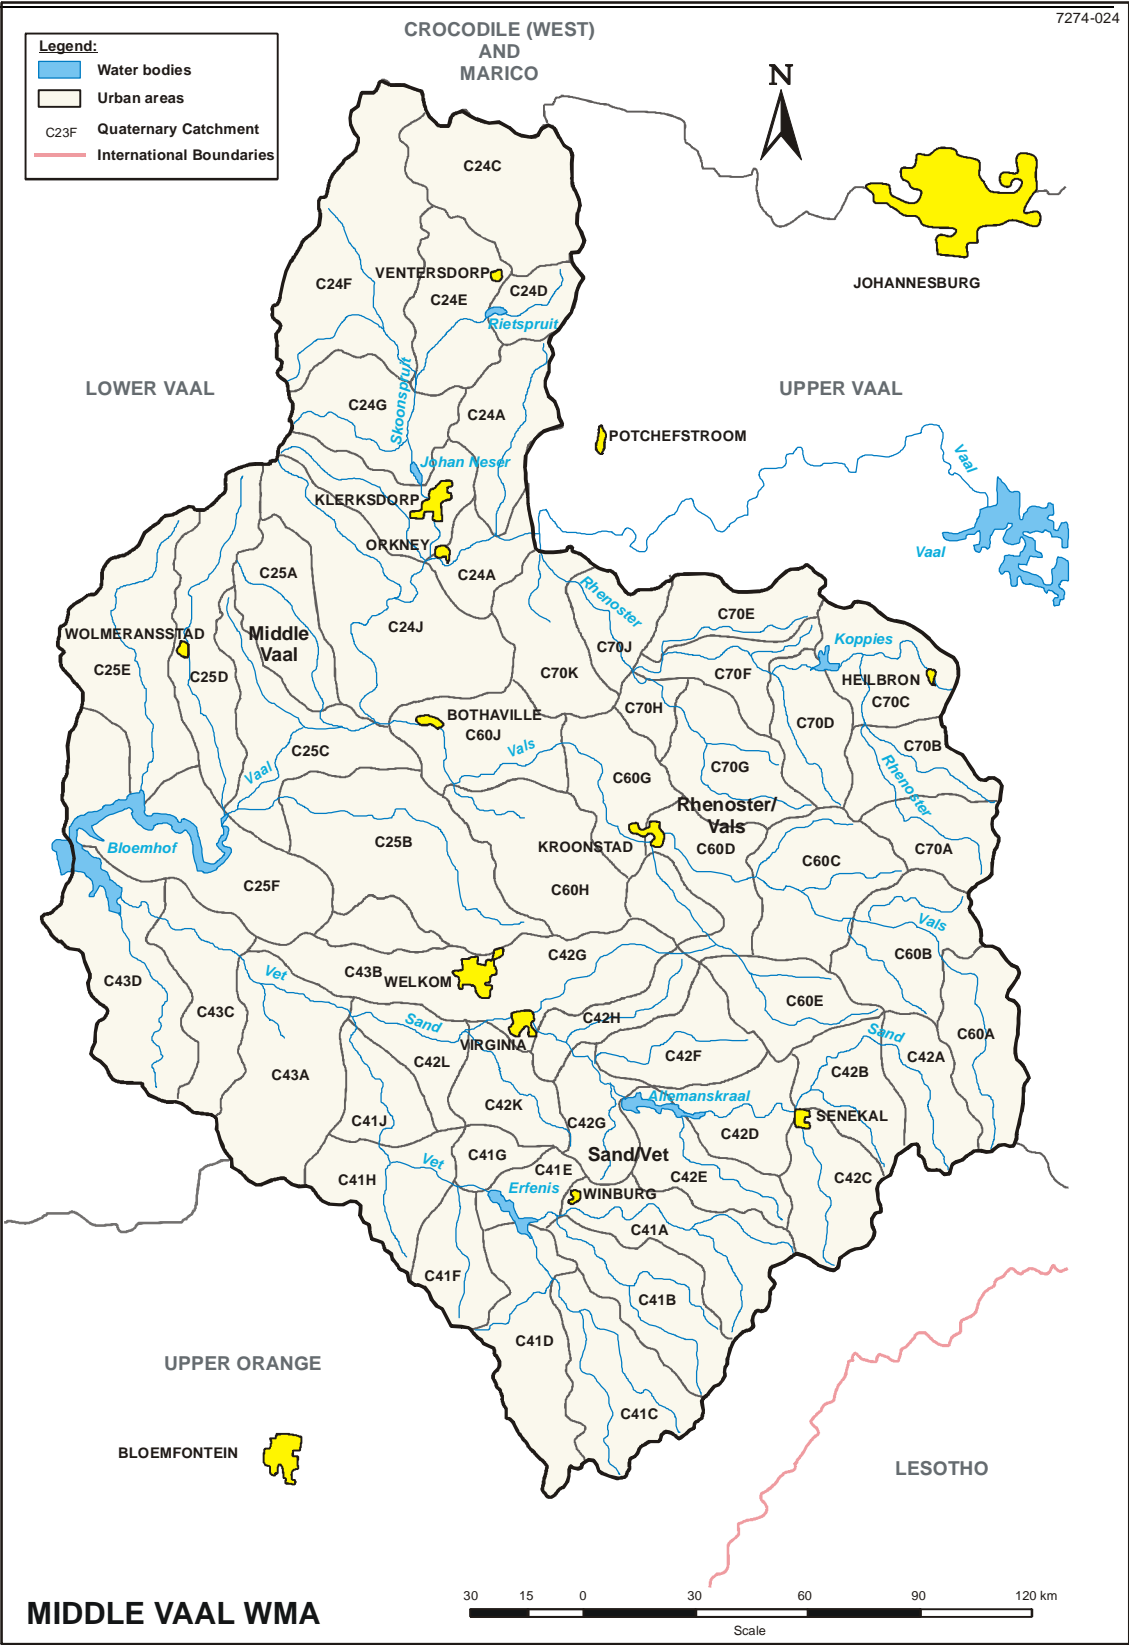 7274-024
CROCODILE (WEST)
AND
MARICO
Legend:
Water bodies
Urban areas
C23F Quaternary Catchment
International Boundaries
N
C24C
JOHANNESBURG
VENTERSDORP
C24F
C24E
C24D
Rietspruit
LOWER VAAL
UPPER VAAL
Skoonspruit
C24G
C24A
POTCHEFSTROOM
Vaal
Johan Neser
KLERKSDORP
ORKNEY
Vaal
C25A
C24A
Rhenoster
C70E
WOLMERANSSTAD
Middle
Vaal
C24J
Koppies
C70J
C25E
C25D
C70K
C70F
HEILBRON
C70C
C70H
BOTHAVILLE
C60J
C70D
C25C
Vals
C70B
Vaal
C60G
C70G
Rhenoster
Rhenoster/
Vals
Bloemhof
C25B
KROONSTAD
C60D
C60C
C70A
C25F
C60H
Vals
C42G
C60B
C43D
Vet
C43B
WELKOM
C60E
C43C
Sand
C42H
Sand
C60A
VIRGINIA
C42L
C42F
C42A
C43A
C42B
Allemanskraal
C42K
C41J
C42G
C42D
SENEKAL
Sand/Vet
C41G
Vet
C41E
C41H
C42E
C42C
Erfenis
WINBURG
C41A
C41F
C41B
C41D
UPPER ORANGE
C41C
BLOEMFONTEIN
LESOTHO
30 15 0 30 60 90 120 km
MIDDLE VAAL WMA
Scale